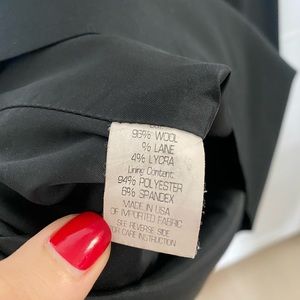 96% WOOL
% LAINE
4% LYCRA
Lining Content:
94% POLYESTER
6% SPANDEX
MADE IN USA
OF IMPORTED FABRIC
SEE REVERSE SIDE
FOR CARE INSTRUCTION